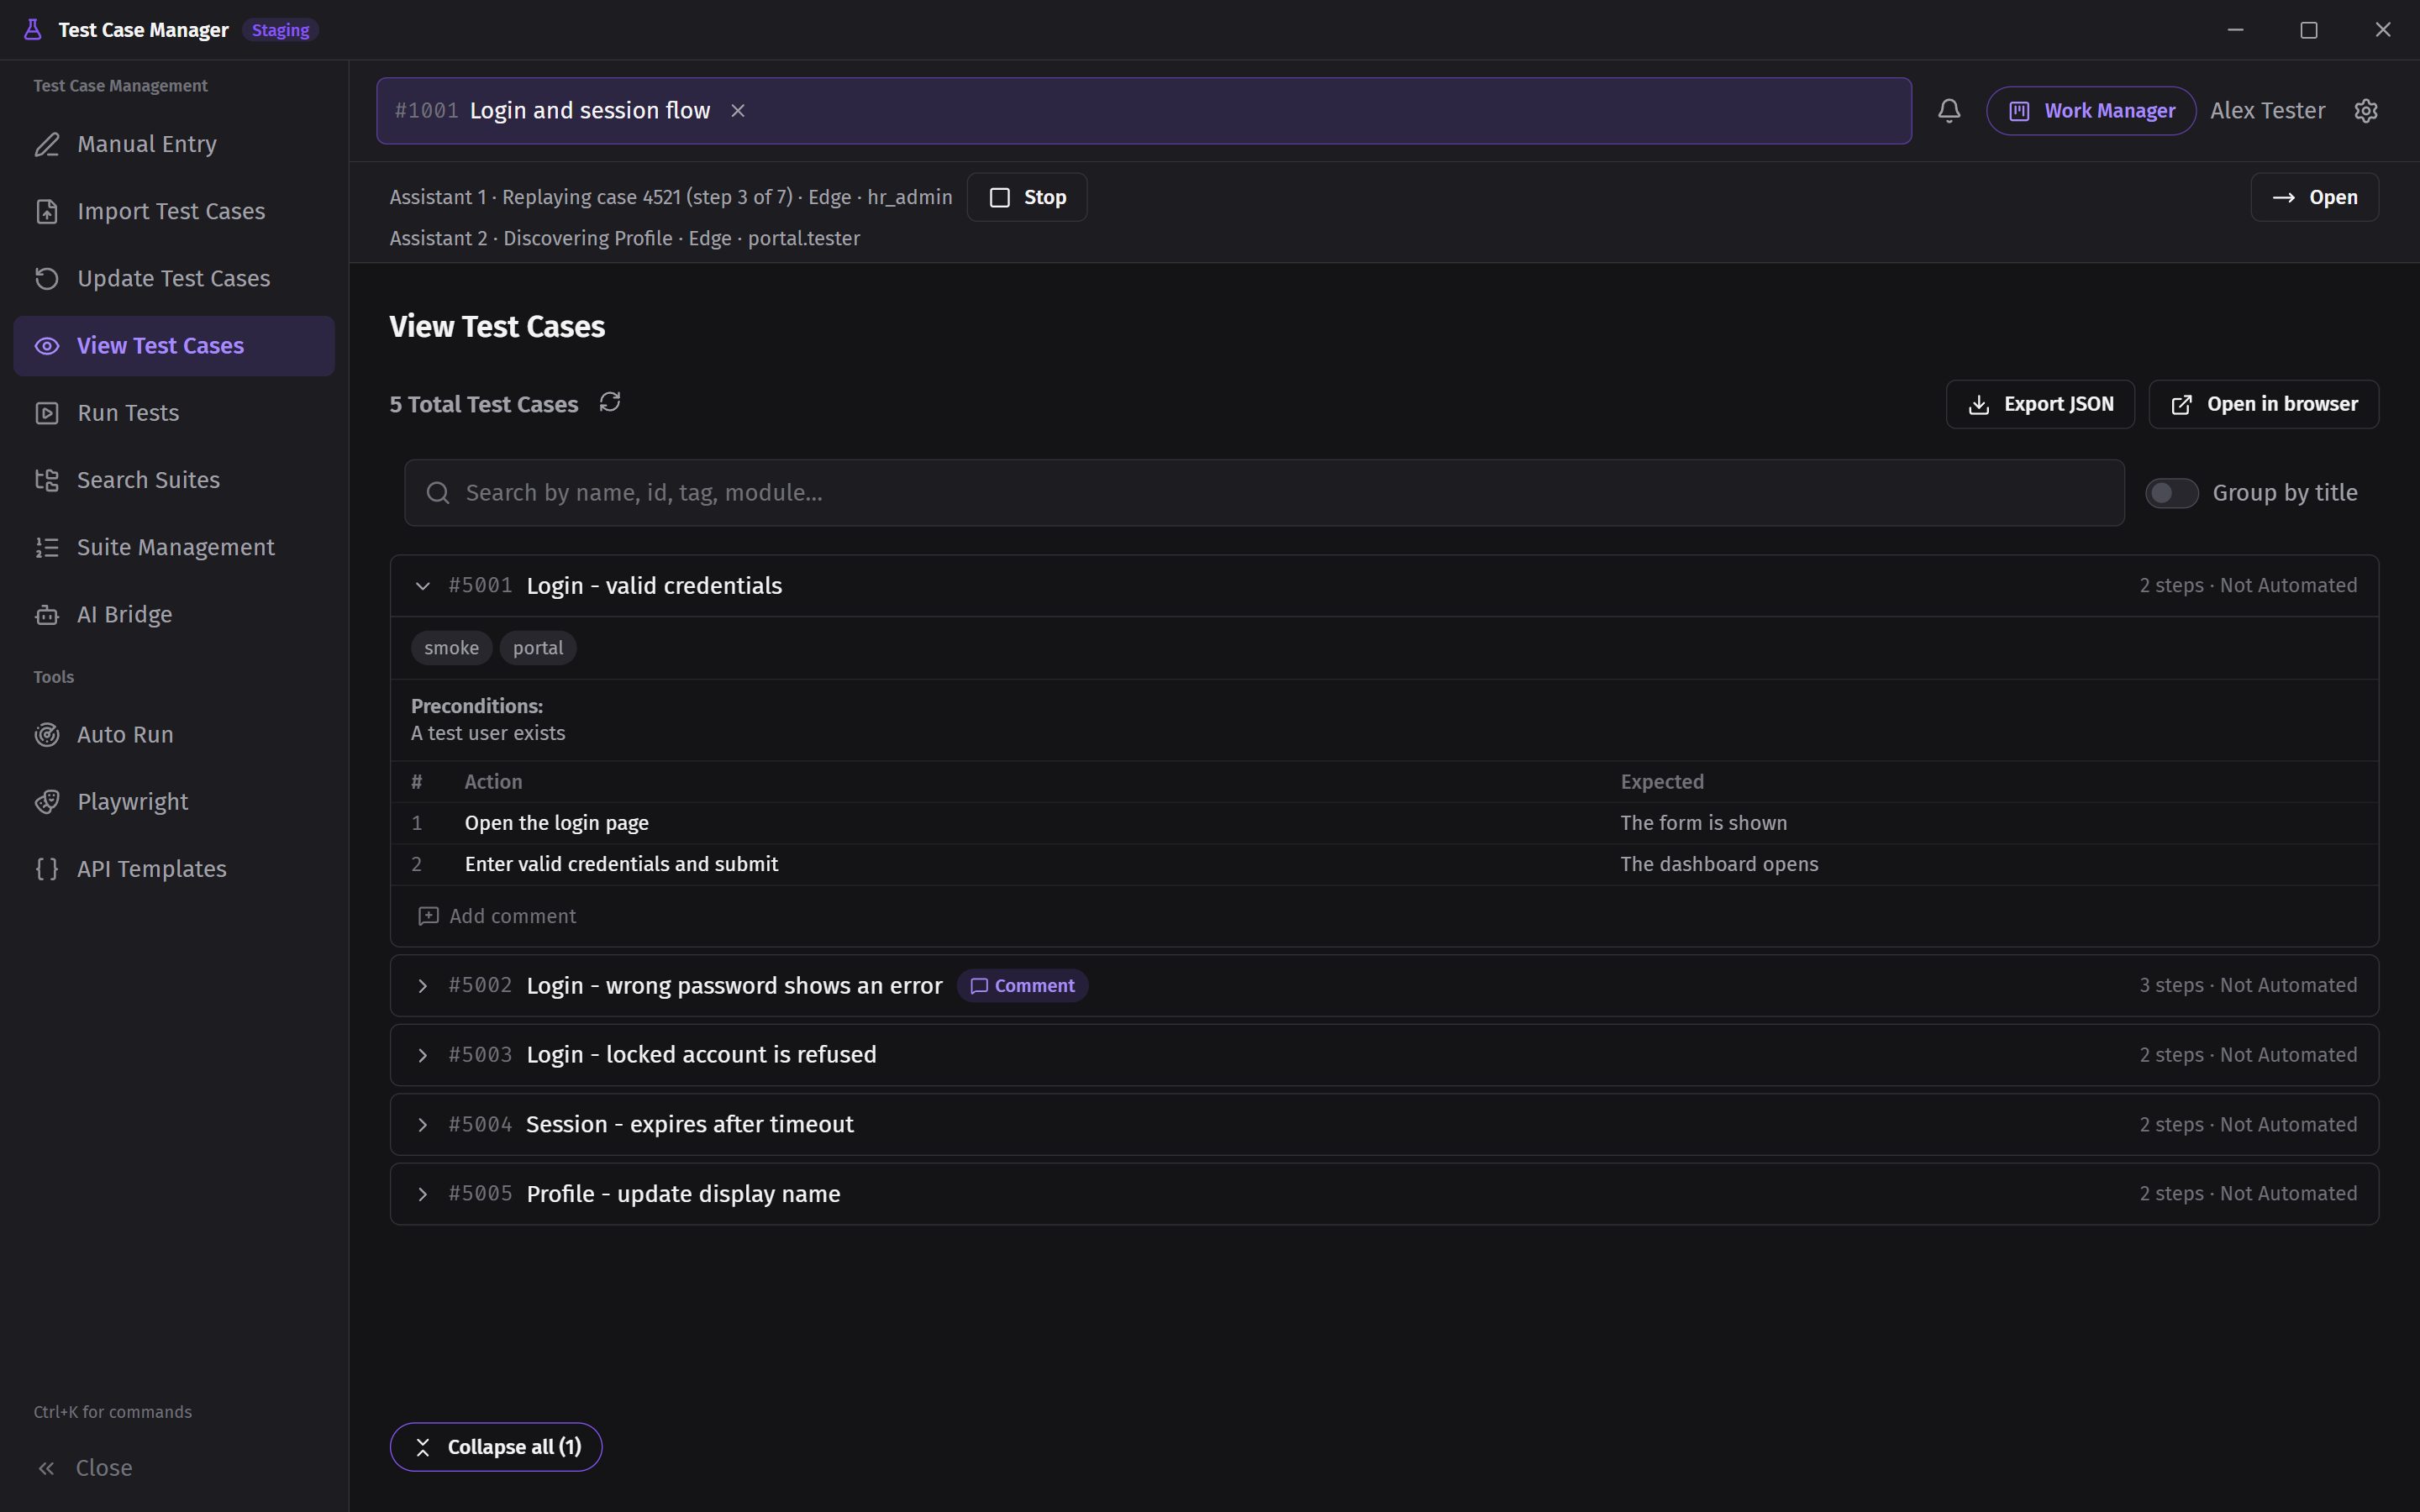 Test Case Manager Staging
Test Case Management
Manual Entry
Import Test Cases
Update Test Cases
View Test Cases
Run Tests
Search Suites
Suite Management
AI Bridge
Tools
Auto Run
Playwright
API Templates
Ctrl+K for commands
Close
#1001 Login and session flow
Work Manager
Alex Tester
Assistant 1 · Replaying case 4521 (step 3 of 7) · Edge · hr_admin Stop Open
Assistant 2 · Discovering Profile · Edge · portal.tester
View Test Cases
5 Total Test Cases Export JSON Open in browser
Search by name, id, tag, module... Group by title
#5001 Login - valid credentials 2 steps · Not Automated
smoke portal
Preconditions:
A test user exists
# Action Expected
1 Open the login page The form is shown
2 Enter valid credentials and submit The dashboard opens
Add comment
#5002 Login - wrong password shows an error Comment 3 steps · Not Automated
#5003 Login - locked account is refused 2 steps · Not Automated
#5004 Session - expires after timeout 2 steps · Not Automated
#5005 Profile - update display name 2 steps · Not Automated
Collapse all (1)